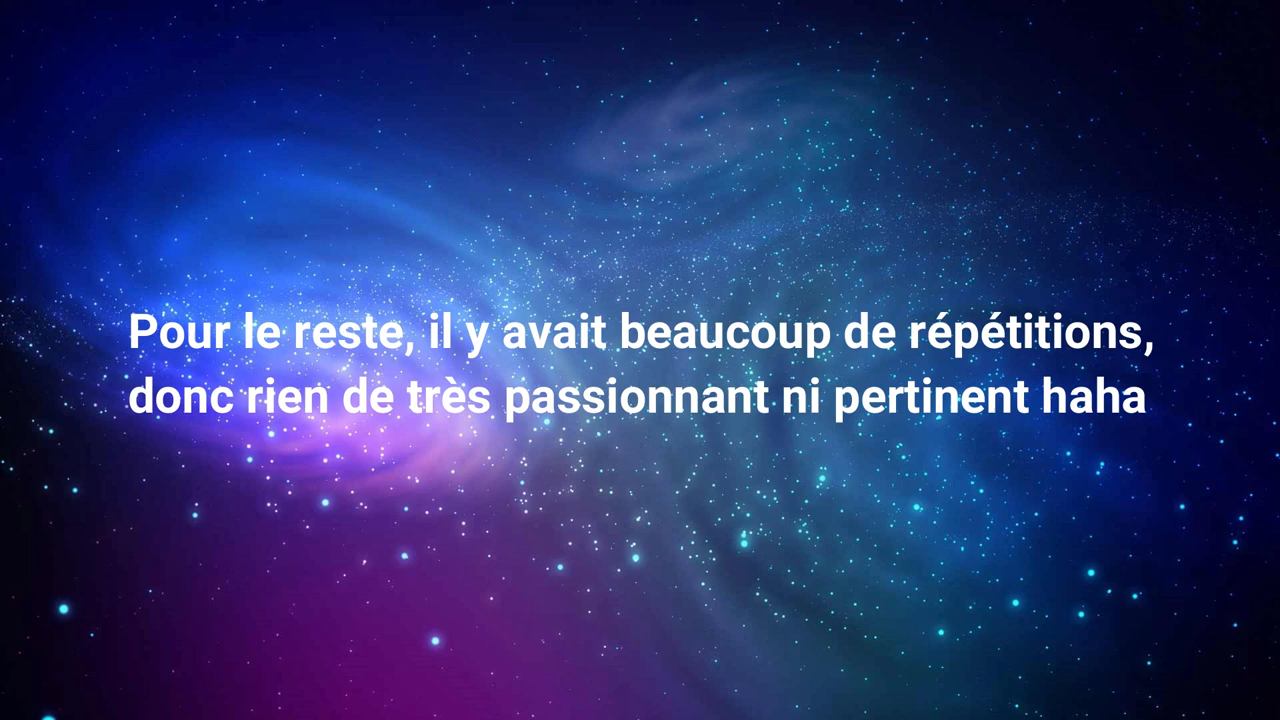 Pour le reste, il y avait beaucoup de répétitions,
donc rien de très passionnant ni pertinent haha